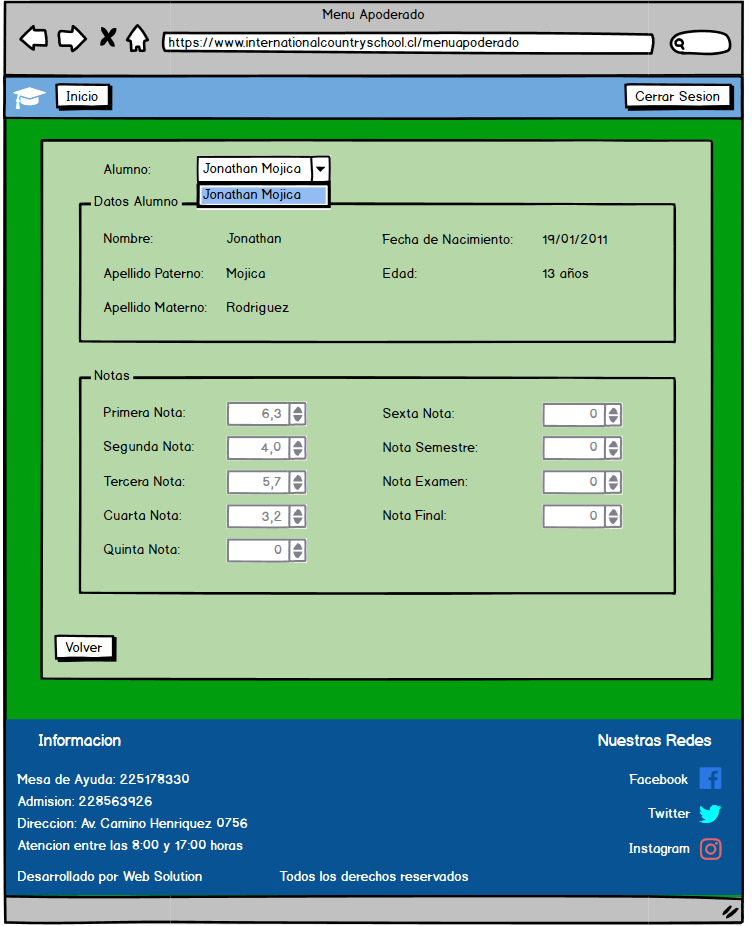 Menu Apoderado
https://www.internationalcountryschool.cl/menuapoderado
Inicio Cerrar Sesion
Alumno: Jonathan Mojica
Jonathan Mojica
Datos Alumno
Nombre: Jonathan Fecha de Nacimiento: 19/01/2011
Apellido Paterno: Mojica Edad: 13 años
Apellido Materno: Rodriguez
Notas
Primera Nota: 6,3 Sexta Nota: 0
Segunda Nota: 4,0 Nota Semestre: 0
Tercera Nota: 5,7 Nota Examen: 0
Cuarta Nota: 3,2 Nota Final: 0
Quinta Nota: 0
Volver
Informacion Nuestras Redes
Mesa de Ayuda: 225178330 Facebook
Admision: 228563926
Direccion: Av. Camino Henriquez 0756 Twitter
Atencion entre las 8:00 y 17:00 horas Instagram
Desarrollado por Web Solution Todos los derechos reservados